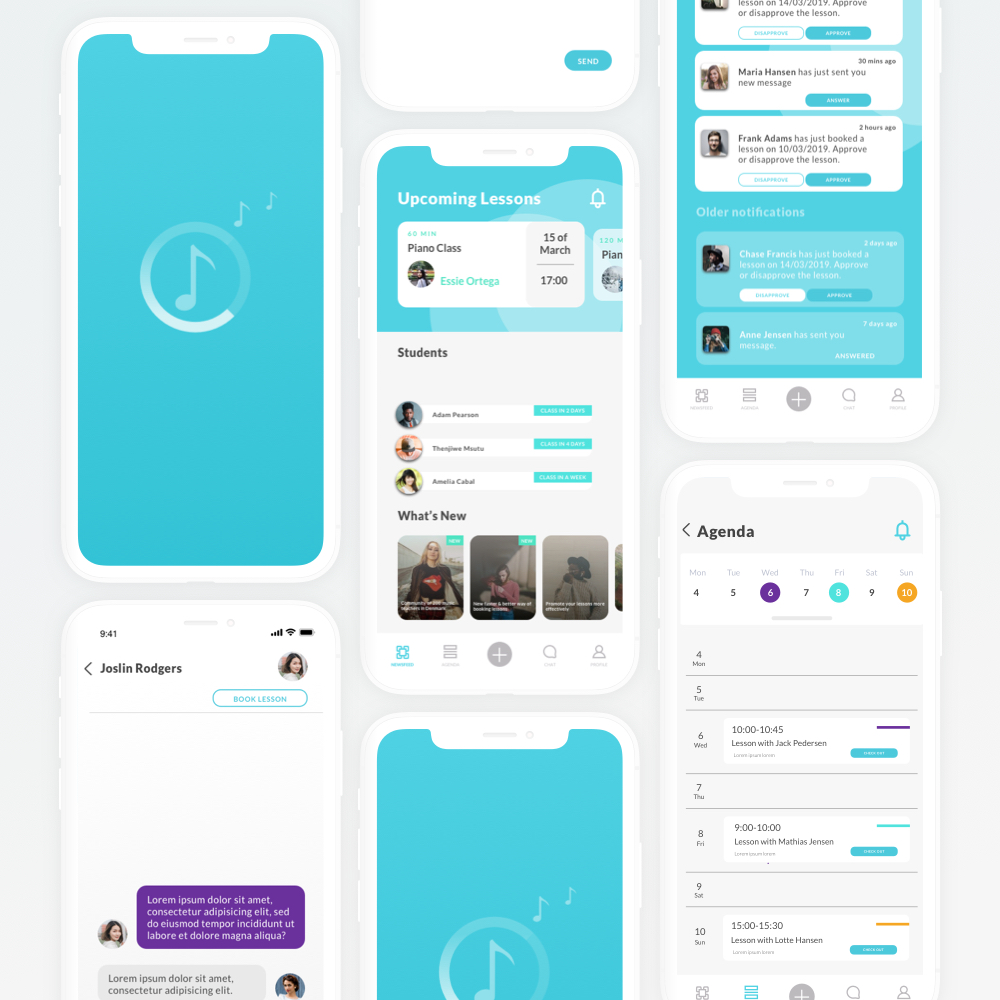 SEND
Upcoming Lessons
60 MIN
Piano Class
Essie Ortega
15 of
March
17:00
120 M
Pian
Students
Adam Pearson
CLASS IN 2 DAYS
Thenjiwe Msutu
CLASS IN 4 DAYS
Amelia Cabal
CLASS IN A WEEK
What's New
NEW
NEW
New faster & better way of
booking lessons
Promote your lessons more
effectively
NEWSFEED
AGENDA
CHAT
PROFILE
9:41
Joslin Rodgers
BOOK LESSON
Lorem ipsum dolor sit amet,
consectetur adipisicing elit, sed
do eiusmod tempor incididunt ut
labore et dolore magna aliqua?
Lorem ipsum dolor sit amet,
consectetur adipisicing elit.
lesson on 14/03/2019. Approve
or disapprove the lesson.
DISAPPROVE
APPROVE
30 mins ago
Maria Hansen has just sent you
new message
ANSWER
2 hours ago
Frank Adams has just booked a
lesson on 10/03/2019. Approve
or disapprove the lesson.
DISAPPROVE
APPROVE
Older notifications
2 days ago
Chase Francis has just booked a
lesson on 14/03/2019. Approve
or disapprove the lesson.
DISAPPROVE
APPROVE
7 days ago
Anne Jensen has sent you
message.
ANSWERED
NEWSFEED
AGENDA
CHAT
PROFILE
Agenda
Mon Tue Wed Thu Fri Sat Sun
4 5 6 7 8 9 10
4
Mon
5
Tue
6
Wed
10:00-10:45
Lesson with Jack Pedersen
Lorem ipsum lorem
CHECK OUT
7
Thu
8
Fri
9:00-10:00
Lesson with Mathias Jensen
Lorem ipsum lorem
CHECK OUT
9
Sat
10
Sun
15:00-15:30
Lesson with Lotte Hansen
Lorem ipsum lorem
CHECK OUT